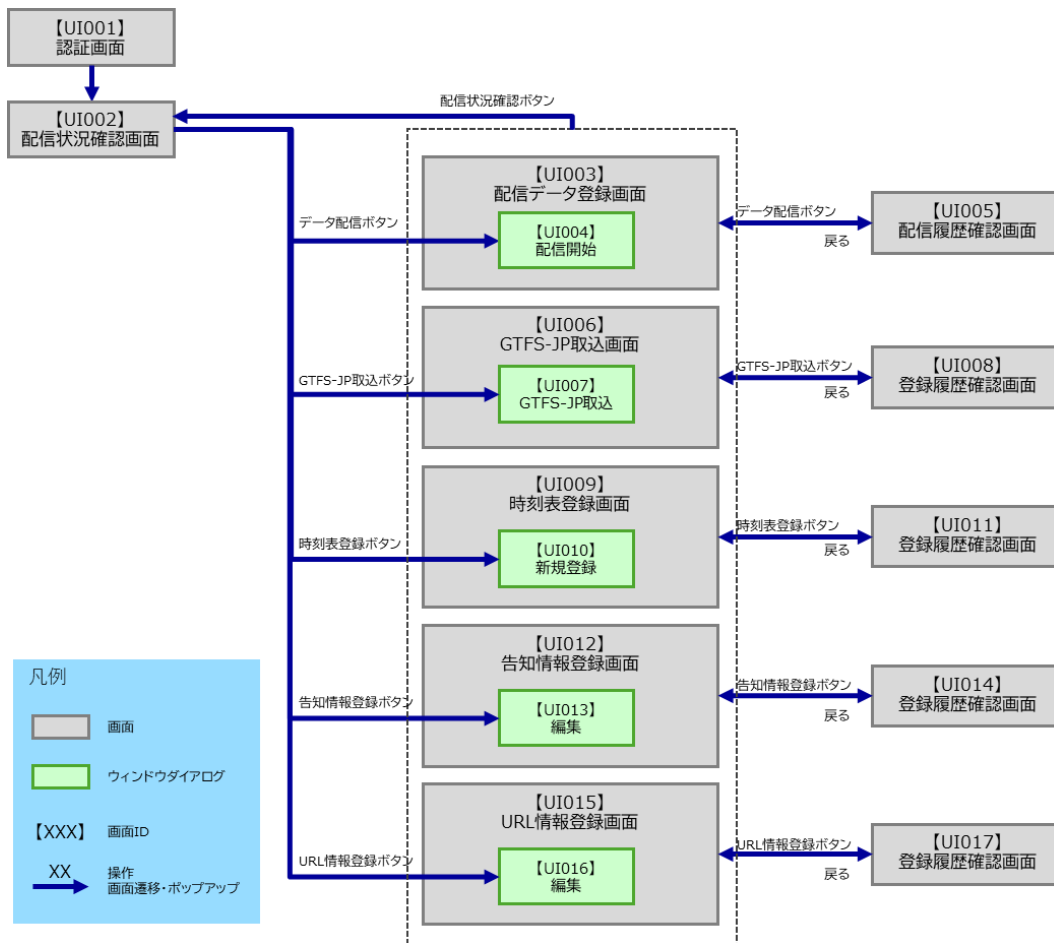 【UI001】
認証画面
【UI002】
配信状況確認画面
配信状況確認ボタン
【UI003】
配信データ登録画面
データ配信ボタン
【UI004】
配信開始
データ配信ボタン
戻る
【UI005】
配信履歴確認画面
【UI006】
GTFS-JP取込画面
GTFS-JP取込ボタン
【UI007】
GTFS-JP取込
GTFS-JP取込ボタン
戻る
【UI008】
登録履歴確認画面
【UI009】
時刻表登録画面
時刻表登録ボタン
【UI010】
新規登録
時刻表登録ボタン
戻る
【UI011】
登録履歴確認画面
【UI012】
告知情報登録画面
告知情報登録ボタン
【UI013】
編集
告知情報登録ボタン
戻る
【UI014】
登録履歴確認画面
【UI015】
URL情報登録画面
URL情報登録ボタン
【UI016】
編集
URL情報登録ボタン
戻る
【UI017】
登録履歴確認画面
凡例
画面
ウィンドウダイアログ
【XXX】 画面ID
XX 操作
画面遷移・ポップアップ